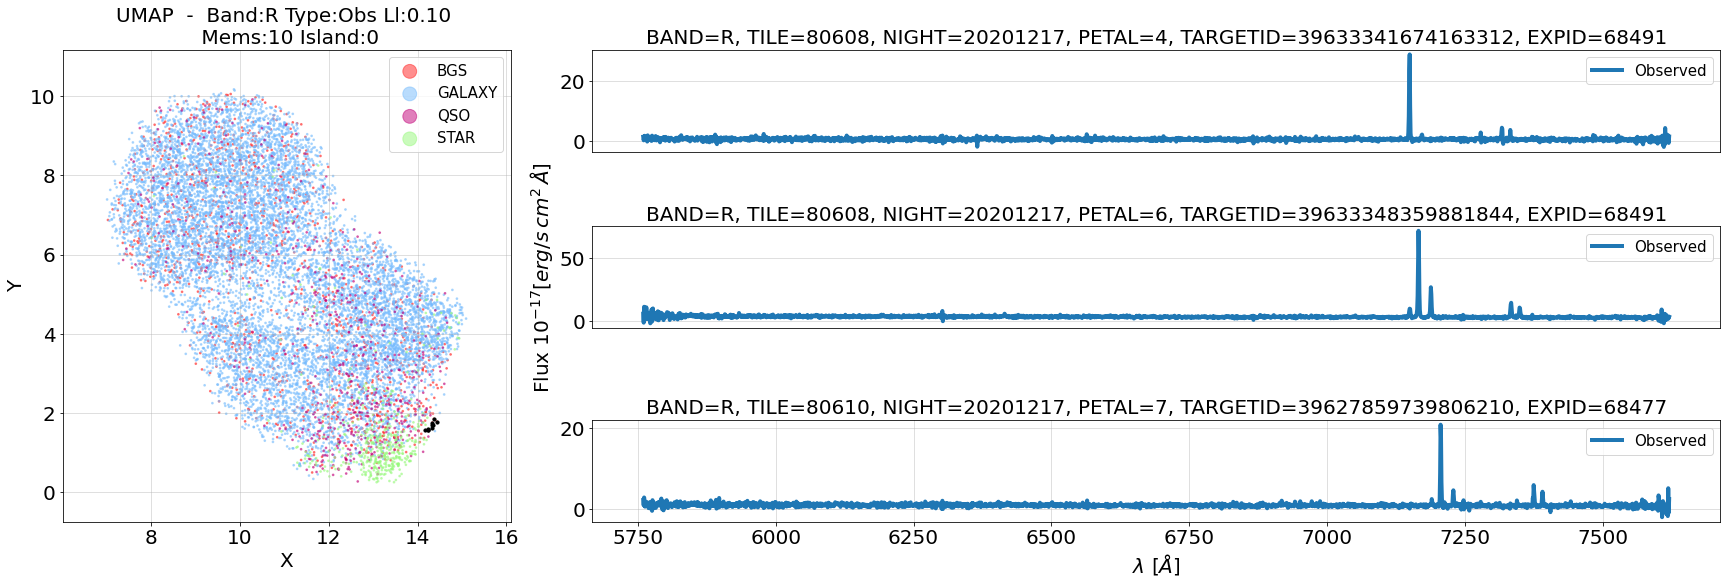 UMAP  -  Band:R Type:Obs Ll:0.10
Mems:10 Island:0
BGS
GALAXY
QSO
STAR
10
8
6
4
2
0
Y
8
10
12
14
16
X
BAND=R, TILE=80608, NIGHT=20201217, PETAL=4, TARGETID=39633341674163312, EXPID=68491
Observed
20
0
BAND=R, TILE=80608, NIGHT=20201217, PETAL=6, TARGETID=39633348359881844, EXPID=68491
Observed
50
0
Flux 10⁻¹⁷[erg/s cm² Å]
BAND=R, TILE=80610, NIGHT=20201217, PETAL=7, TARGETID=39627859739806210, EXPID=68477
Observed
20
0
5750
6000
6250
6500
6750
7000
7250
7500
λ [Å]